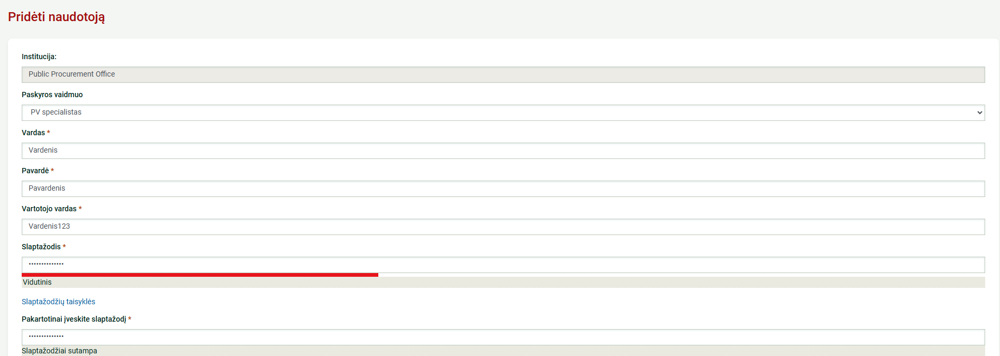 Pridėti naudotoją
Institucija:
Public Procurement Office
Paskyros vaidmuo
PV specialistas
Vardas *
Vardenis
Pavardė *
Pavardenis
Vartotojo vardas *
Vardenis123
Slaptažodis *
••••••••••••••
Vidutinis
Slaptažodžių taisyklės
Pakartotinai įveskite slaptažodį *
••••••••••••••
Slaptažodžiai sutampa